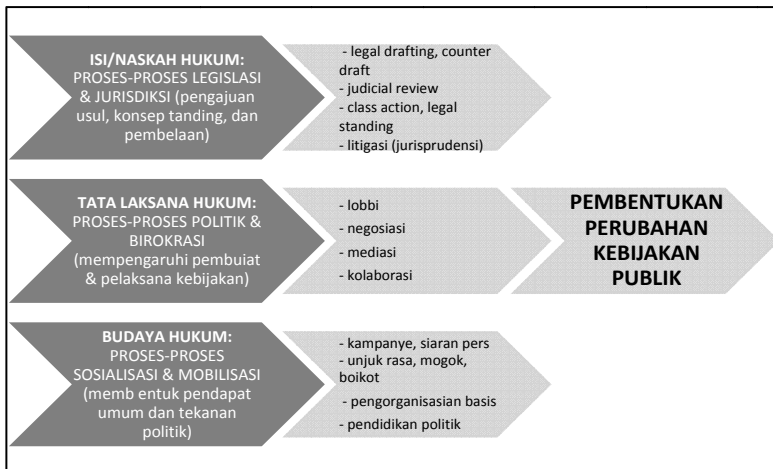 ISI/NASKAH HUKUM:
PROSES-PROSES LEGISLASI
& JURISDIKSI (pengajuan
usul, konsep tanding, dan
pembelaan)
- legal drafting, counter
draft
- judicial review
- class action, legal
standing
- litigasi (jurisprudensi)
TATA LAKSANA HUKUM:
PROSES-PROSES POLITIK &
BIROKRASI
(mempengaruhi pembuiat
& pelaksana kebijakan)
- lobbi
- negosiasi
- mediasi
- kolaborasi
PEMBENTUKAN
PERUBAHAN
KEBIJAKAN
PUBLIK
BUDAYA HUKUM:
PROSES-PROSES
SOSIALISASI & MOBILISASI
(memb entuk pendapat
umum dan tekanan
politik)
- kampanye, siaran pers
- unjuk rasa, mogok,
boikot
- pengorganisasian basis
- pendidikan politik